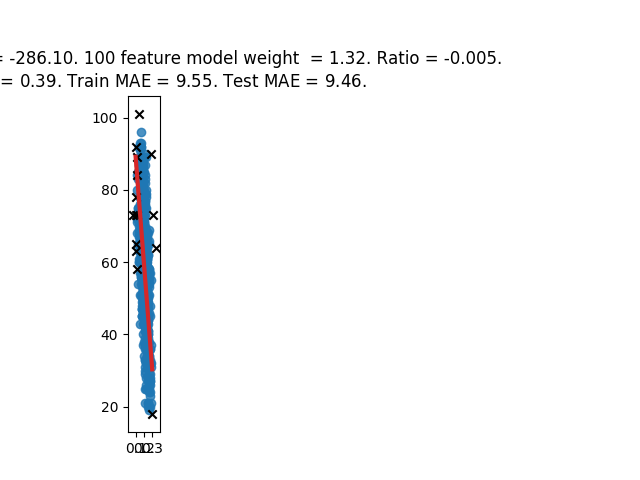 = -286.10. 100 feature model weight = 1.32. Ratio = -0.005.
= 0.39. Train MAE = 9.55. Test MAE = 9.46.
100
80
60
40
20